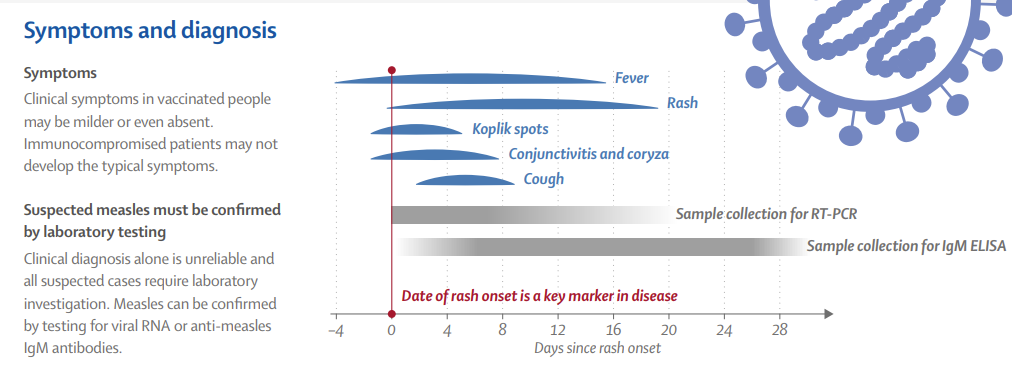 Symptoms and diagnosis
Symptoms
Clinical symptoms in vaccinated people
may be milder or even absent.
Immunocompromised patients may not
develop the typical symptoms.
Suspected measles must be confirmed
by laboratory testing
Clinical diagnosis alone is unreliable and
all suspected cases require laboratory
investigation. Measles can be confirmed
by testing for viral RNA or anti-measles
IgM antibodies.
Fever
Rash
Koplik spots
Conjunctivitis and coryza
Cough
Sample collection for RT-PCR
Sample collection for IgM ELISA
Date of rash onset is a key marker in disease
–4 0 4 8 12 16 20 24 28
Days since rash onset